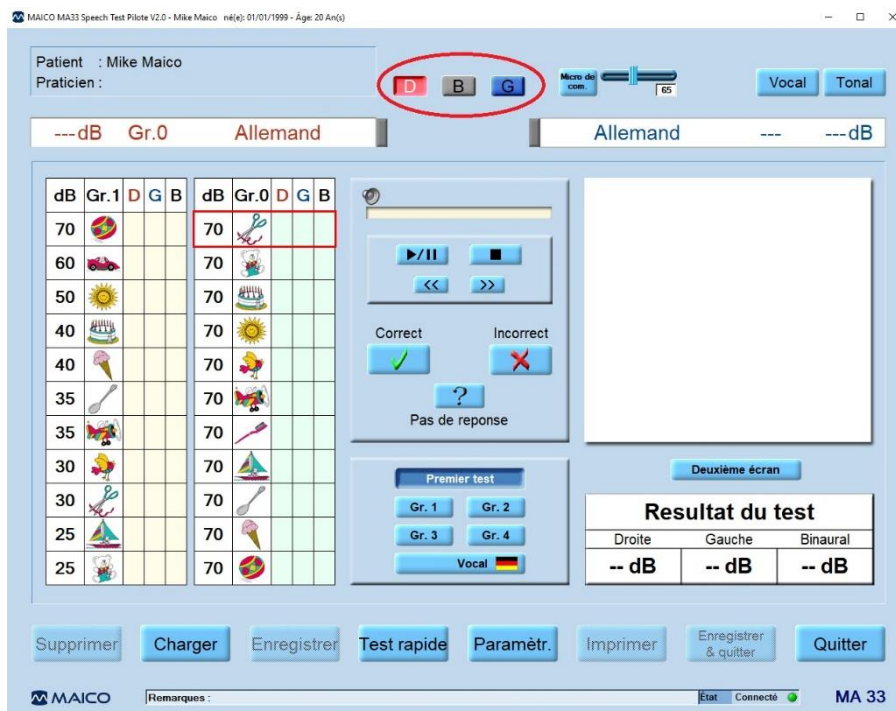 MAICO MA33 Speech Test Pilote V2.0 - Mike Maico né(e): 01/01/1999 - Âge: 20 An(s)
Patient : Mike Maico
Praticien :
D B G
Micro de com.
65
Vocal Tonal
---dB Gr.0 Allemand
Allemand --- ---dB
dB Gr.1 D G B dB Gr.0 D G B
70 70
60 70
50 70
40 70
40 70
35 70
35 70
30 70
30 70
25 70
25 70
▶/II ■
<< >>
Correct Incorrect
?
Pas de reponse
Premier test
Gr. 1 Gr. 2
Gr. 3 Gr. 4
Vocal
Deuxième écran
Resultat du test
Droite Gauche Binaural
-- dB -- dB -- dB
Supprimer Charger Enregistrer Test rapide Paramètr. Imprimer Enregistrer & quitter Quitter
MAICO Remarques : État Connecté MA 33